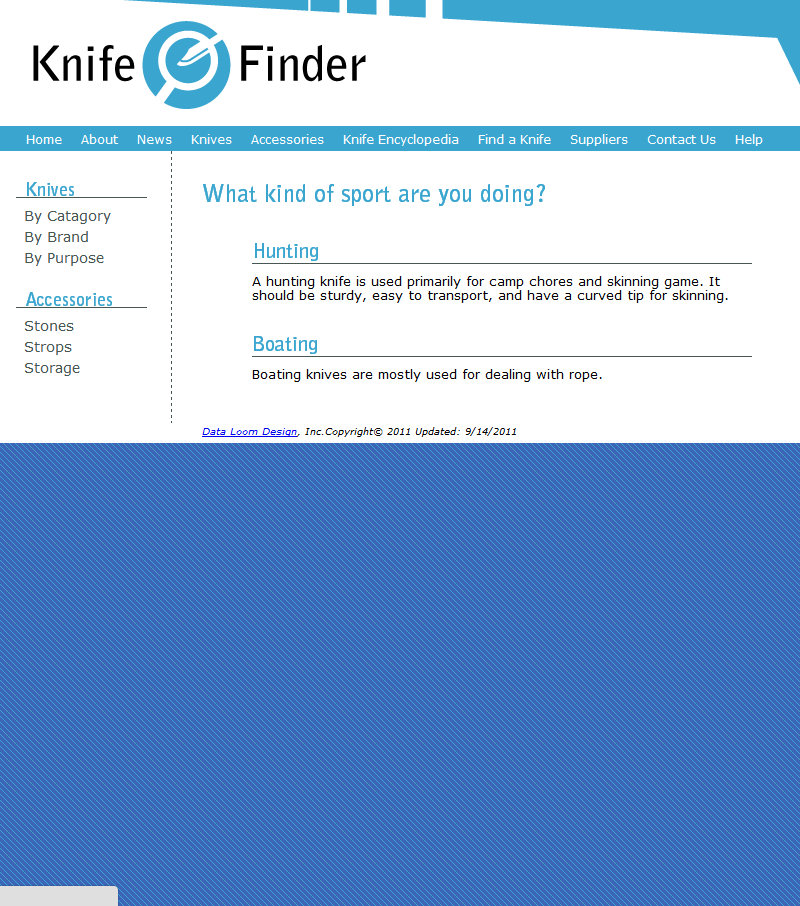 Knife Finder
Home About News Knives Accessories Knife Encyclopedia Find a Knife Suppliers Contact Us Help
Knives
By Catagory
By Brand
By Purpose
Accessories
Stones
Strops
Storage
What kind of sport are you doing?
Hunting
A hunting knife is used primarily for camp chores and skinning game. It
should be sturdy, easy to transport, and have a curved tip for skinning.
Boating
Boating knives are mostly used for dealing with rope.
Data Loom Design, Inc.Copyright© 2011 Updated: 9/14/2011